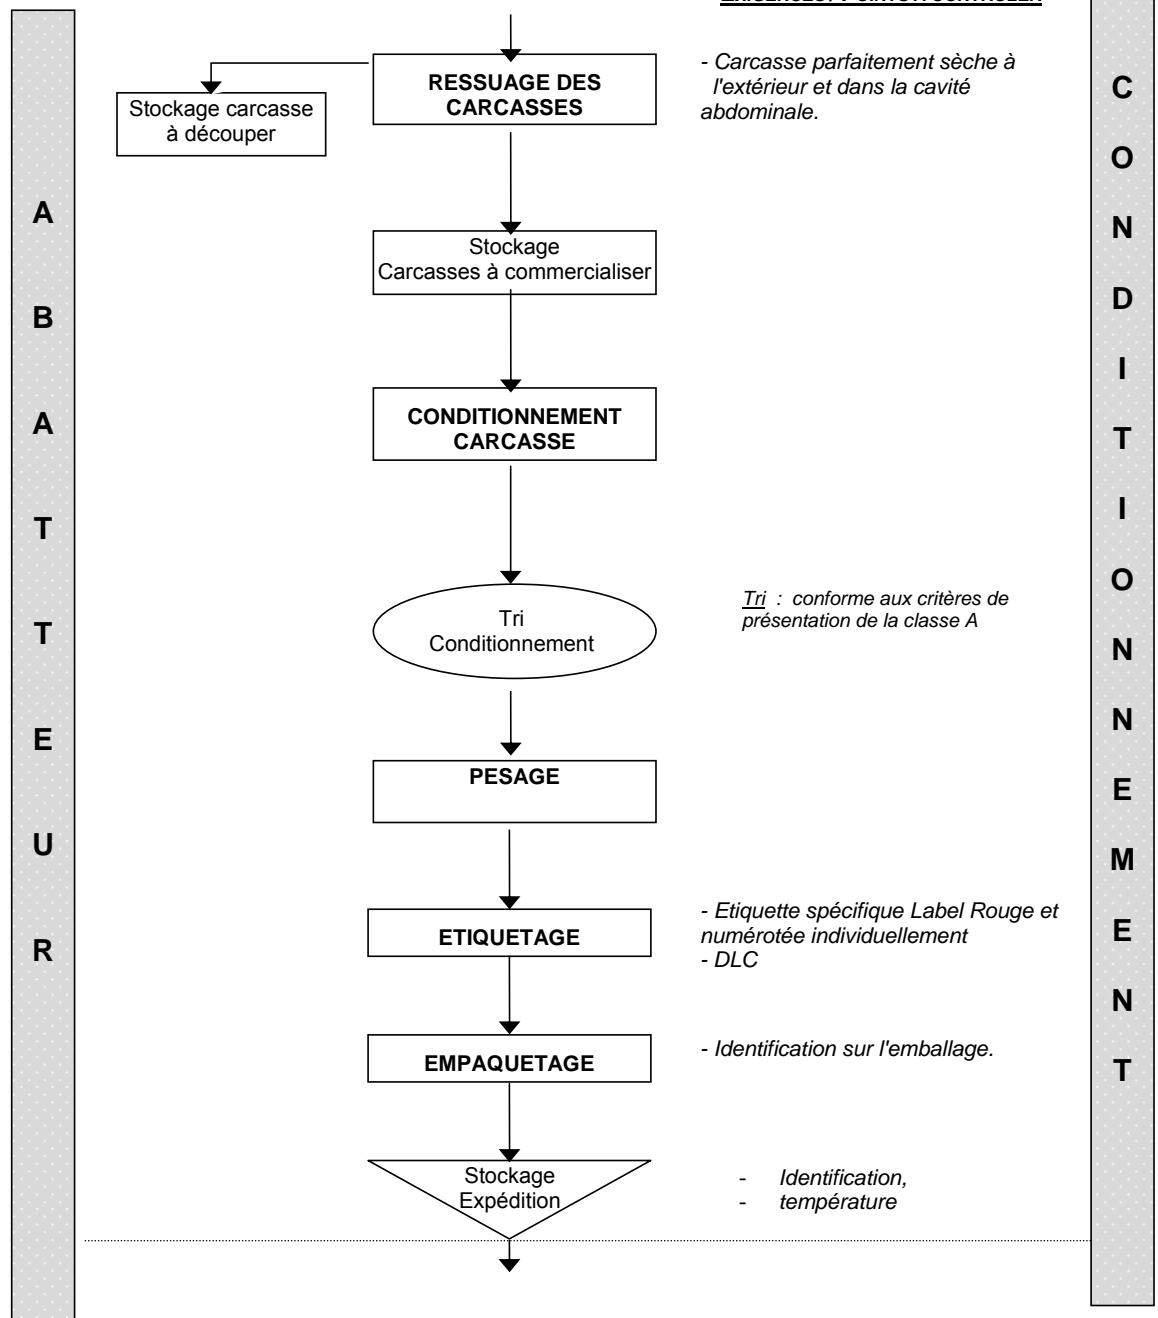 RESSUAGE DES
CARCASSES
- Carcasse parfaitement sèche à
l'extérieur et dans la cavité
abdominale.
Stockage carcasse
à découper
Stockage
Carcasses à commercialiser
CONDITIONNEMENT
CARCASSE
Tri
Conditionnement
Tri : conforme aux critères de
présentation de la classe A
PESAGE
ETIQUETAGE
- Etiquette spécifique Label Rouge et
numérotée individuellement
- DLC
EMPAQUETAGE
- Identification sur l'emballage.
Stockage
Expédition
- Identification,
- température
A
B
A
T
T
E
U
R
C
O
N
D
I
T
I
O
N
N
E
M
E
N
T